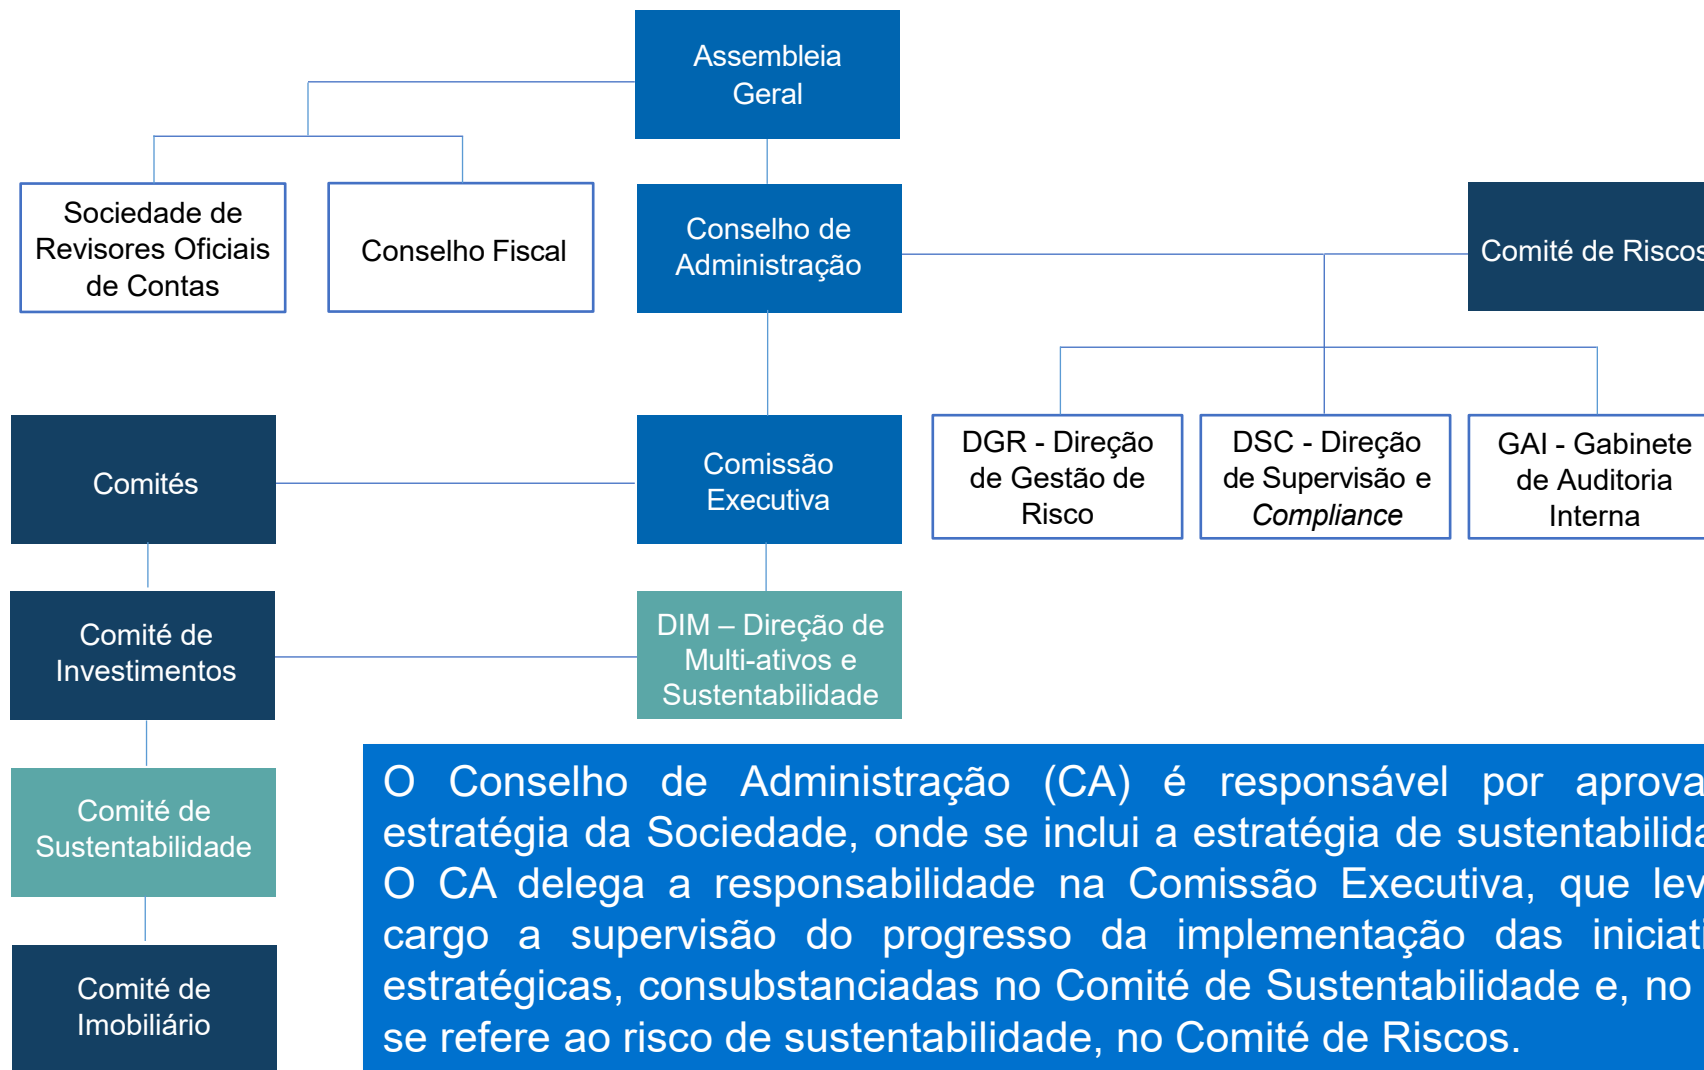 Assembleia
Geral
Sociedade de
Revisores Oficiais
de Contas
Conselho Fiscal
Conselho de
Administração
Comité de Riscos
Comités
Comissão
Executiva
DGR - Direção
de Gestão de
Risco
DSC - Direção
de Supervisão e
Compliance
GAI - Gabinete
de Auditoria
Interna
Comité de
Investimentos
DIM – Direção de
Multi-ativos e
Sustentabilidade
Comité de
Sustentabilidade
Comité de
Imobiliário
O Conselho de Administração (CA) é responsável por aprova
estratégia da Sociedade, onde se inclui a estratégia de sustentabilida
O CA delega a responsabilidade na Comissão Executiva, que lev
cargo a supervisão do progresso da implementação das iniciati
estratégicas, consubstanciadas no Comité de Sustentabilidade e, no
se refere ao risco de sustentabilidade, no Comité de Riscos.